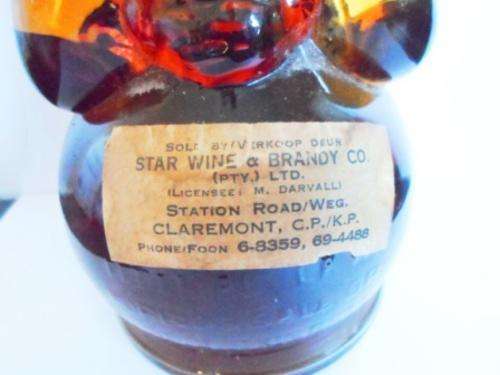 SOLD BY/VERKOOP DEUR
STAR WINE & BRANDY CO.
(PTY.) LTD.
(LICENSEE: M. DARVALL)
STATION ROAD/WEG.
CLAREMONT, C.P./K.P.
PHONE/FOON 6-8359, 69-4488